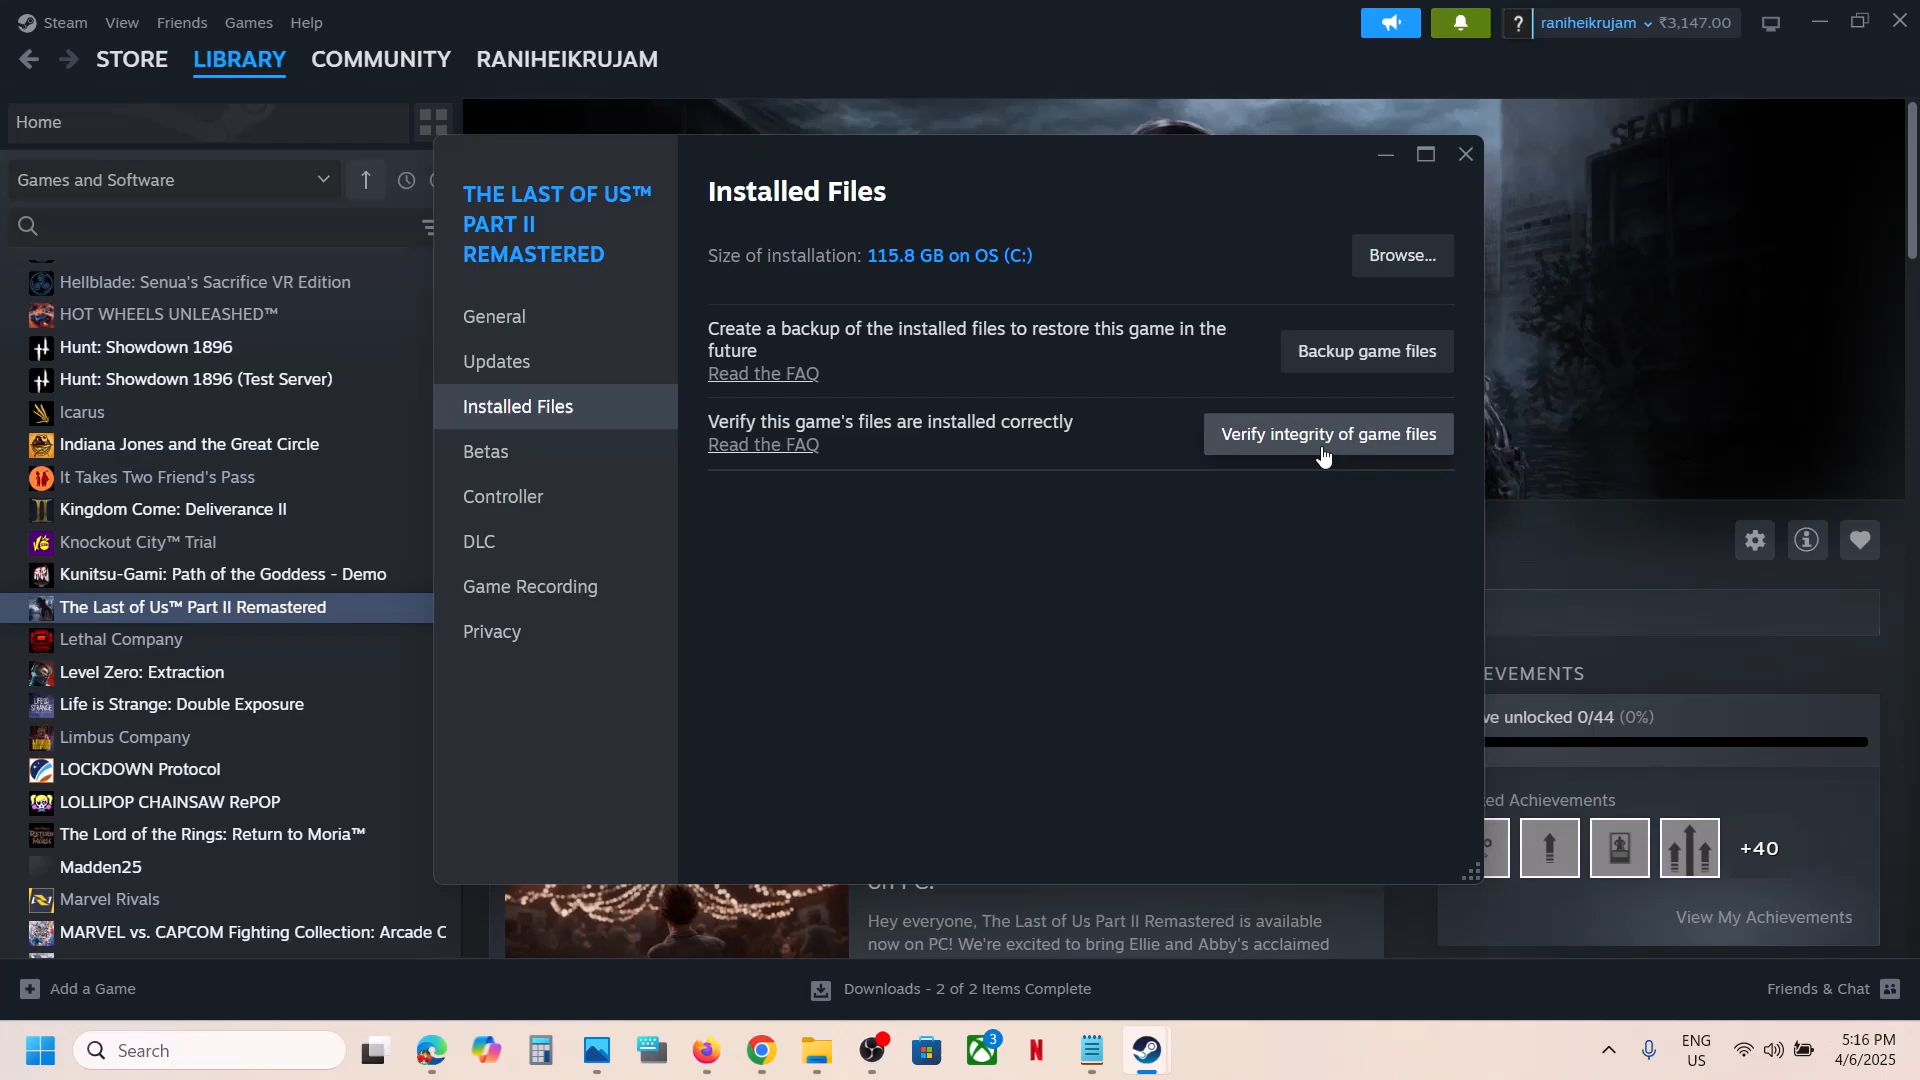 Steam View Friends Games Help
? raniheikrujam ₹3,147.00
STORE LIBRARY COMMUNITY RANIHEIKRUJAM
Home
SEATT
Games and Software
Hellblade: Senua's Sacrifice VR Edition
HOT WHEELS UNLEASHED™
Hunt: Showdown 1896
Hunt: Showdown 1896 (Test Server)
Icarus
Indiana Jones and the Great Circle
It Takes Two Friend's Pass
Kingdom Come: Deliverance II
Knockout City™ Trial
Kunitsu-Gami: Path of the Goddess - Demo
The Last of Us™ Part II Remastered
Lethal Company
Level Zero: Extraction
Life is Strange: Double Exposure
Limbus Company
LOCKDOWN Protocol
LOLLIPOP CHAINSAW RePOP
The Lord of the Rings: Return to Moria™
Madden25
Marvel Rivals
MARVEL vs. CAPCOM Fighting Collection: Arcade C
THE LAST OF US™
PART II
REMASTERED
General
Updates
Installed Files
Betas
Controller
DLC
Game Recording
Privacy
Installed Files
Size of installation: 115.8 GB on OS (C:)
Browse...
Create a backup of the installed files to restore this game in the
future
Read the FAQ
Backup game files
Verify this game's files are installed correctly
Read the FAQ
Verify integrity of game files
EVEMENTS
ve unlocked 0/44 (0%)
ked Achievements
+40
View My Achievements
on PC!
Hey everyone, The Last of Us Part II Remastered is available
now on PC! We're excited to bring Ellie and Abby's acclaimed
Add a Game
Downloads - 2 of 2 Items Complete
Friends & Chat
Search
3
N
ENG
US
5:16 PM
4/6/2025